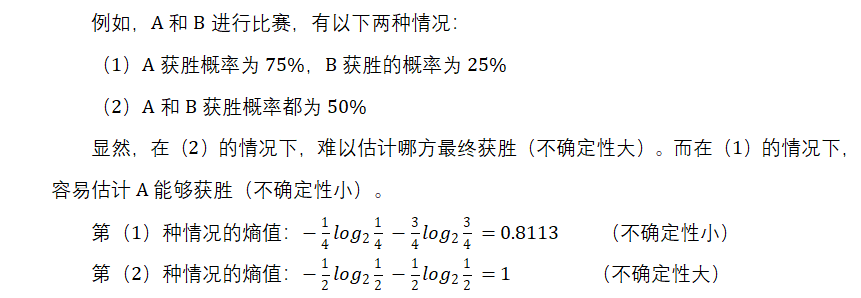 例如，A 和 B 进行比赛，有以下两种情况：
（1）A 获胜概率为 75%，B 获胜的概率为 25%
（2）A 和 B 获胜概率都为 50%
显然，在（2）的情况下，难以估计哪方最终获胜（不确定性大）。而在（1）的情况下，
容易估计 A 能够获胜（不确定性小）。
第（1）种情况的熵值：$-\frac{1}{4}log_2\frac{1}{4}-\frac{3}{4}log_2\frac{3}{4}=0.8113$ （不确定性小）
第（2）种情况的熵值：$-\frac{1}{2}log_2\frac{1}{2}-\frac{1}{2}log_2\frac{1}{2}=1$ （不确定性大）